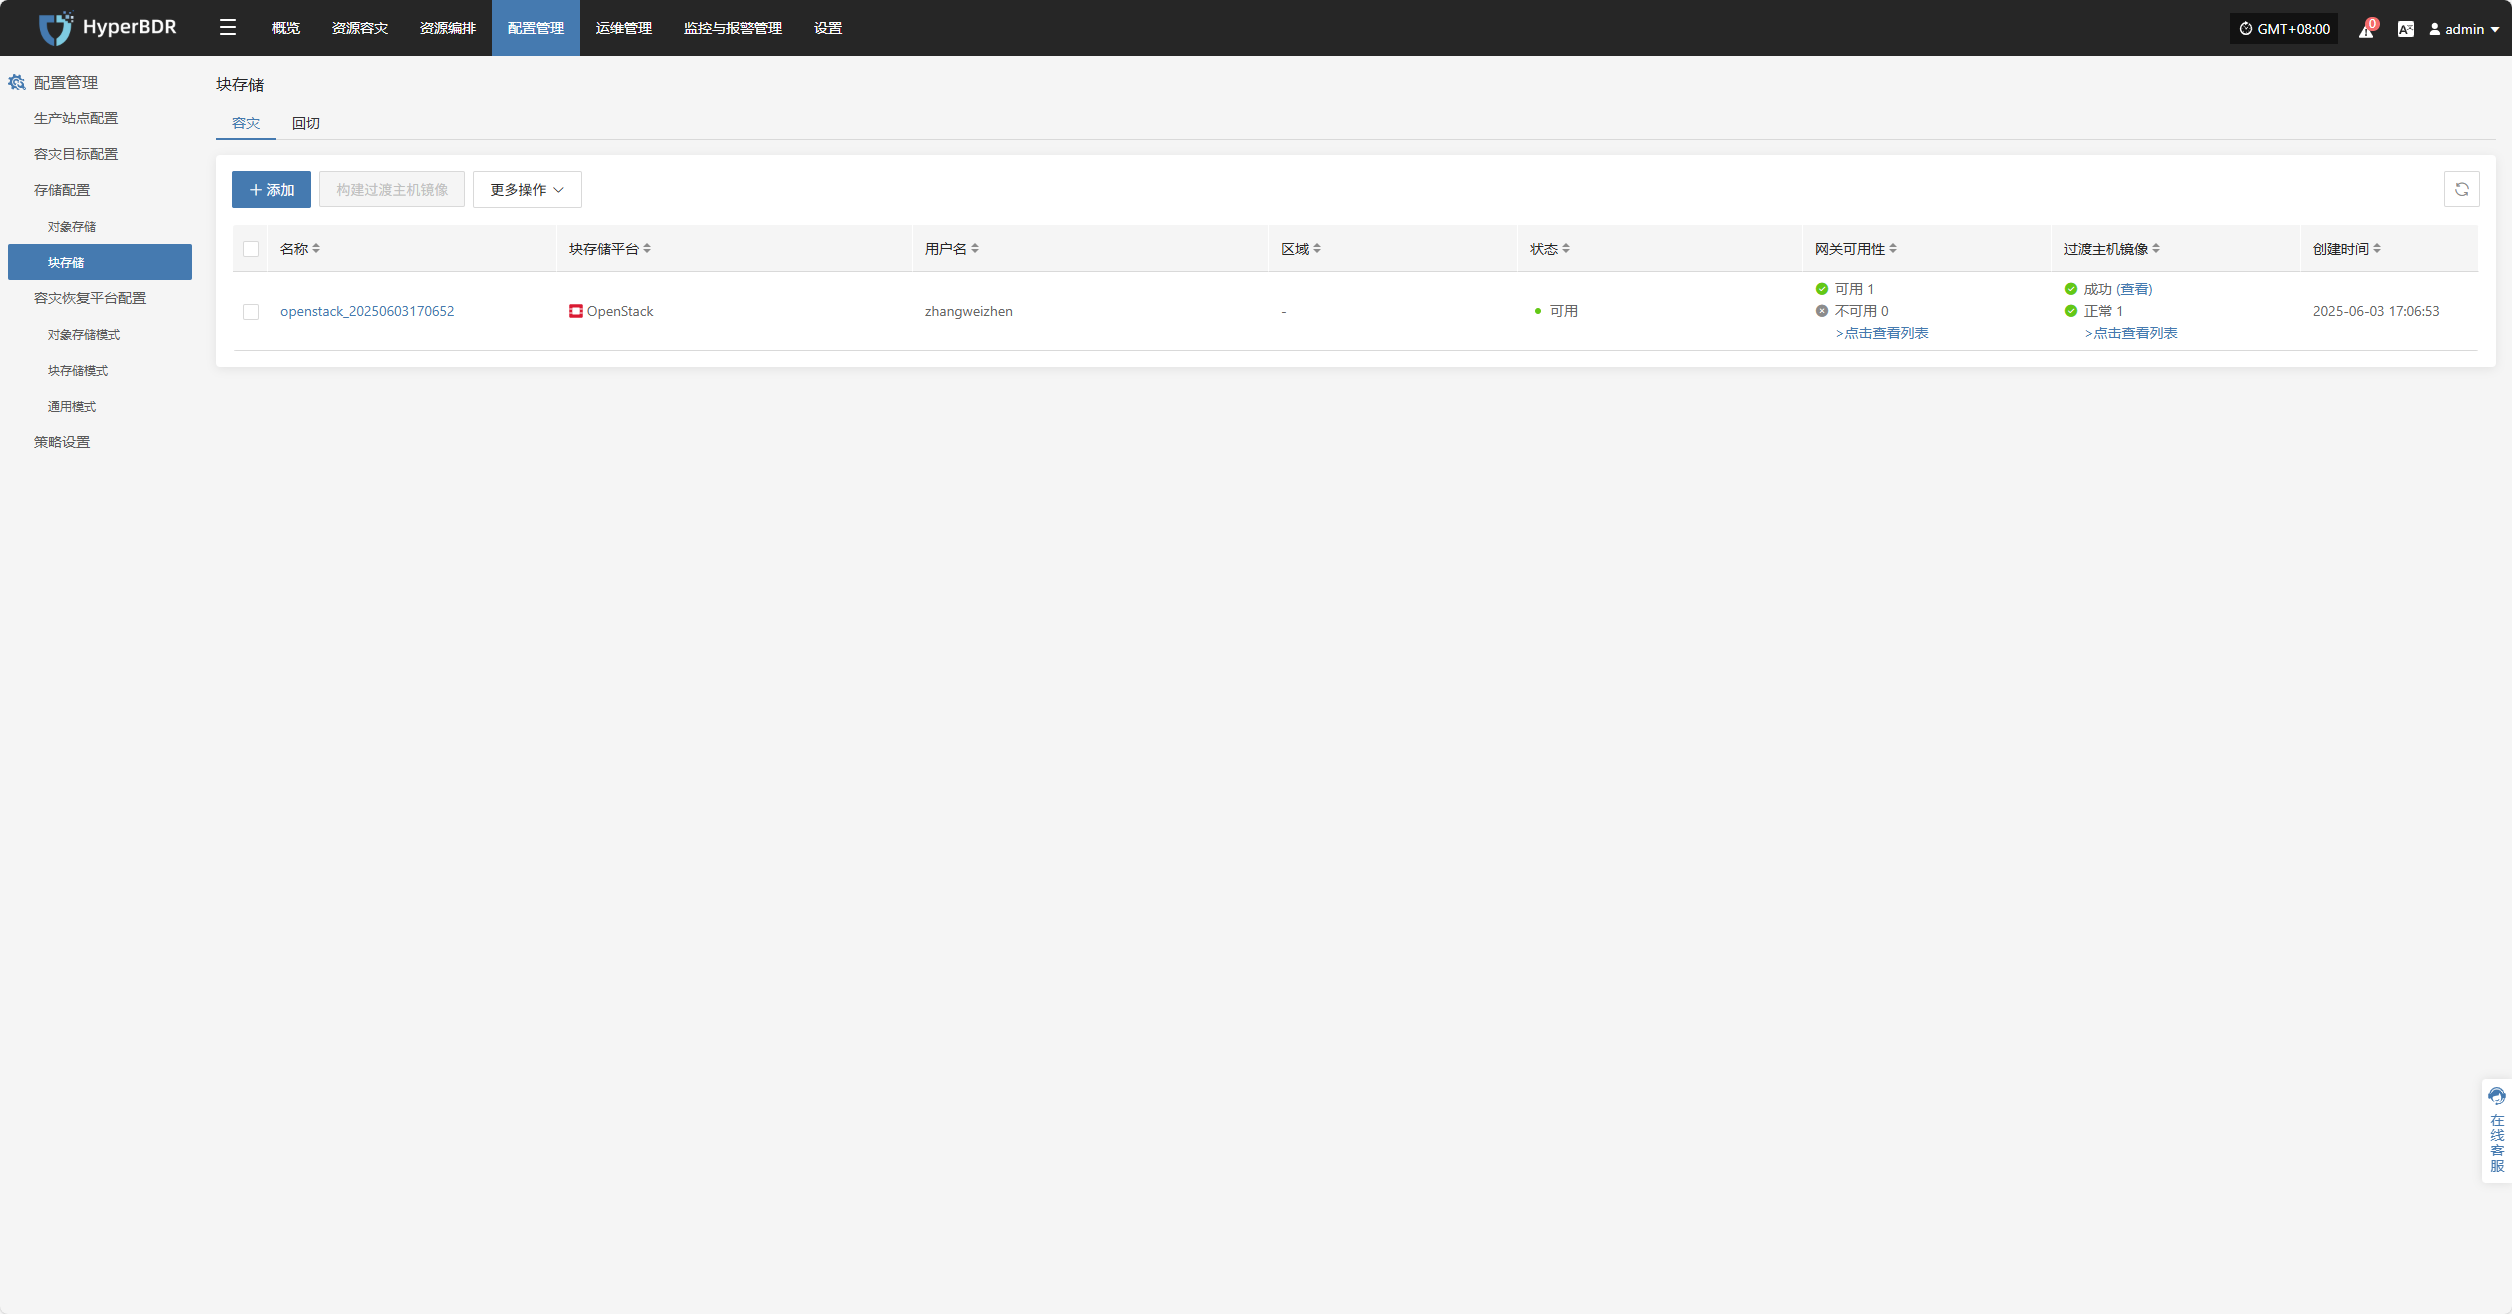 HyperBDR
概览
资源容灾
资源编排
配置管理
运维管理
监控与报警管理
设置
GMT+08:00
0
admin
配置管理
生产站点配置
容灾目标配置
存储配置
对象存储
块存储
容灾恢复平台配置
对象存储模式
块存储模式
通用模式
策略设置
块存储
容灾
回切
添加
构建过渡主机镜像
更多操作
名称
块存储平台
用户名
区域
状态
网关可用性
过渡主机镜像
创建时间
openstack_20250603170652
OpenStack
zhangweizhen
-
可用
可用 1
不可用 0
>点击查看列表
成功 (查看)
正常 1
>点击查看列表
2025-06-03 17:06:53
在线客服